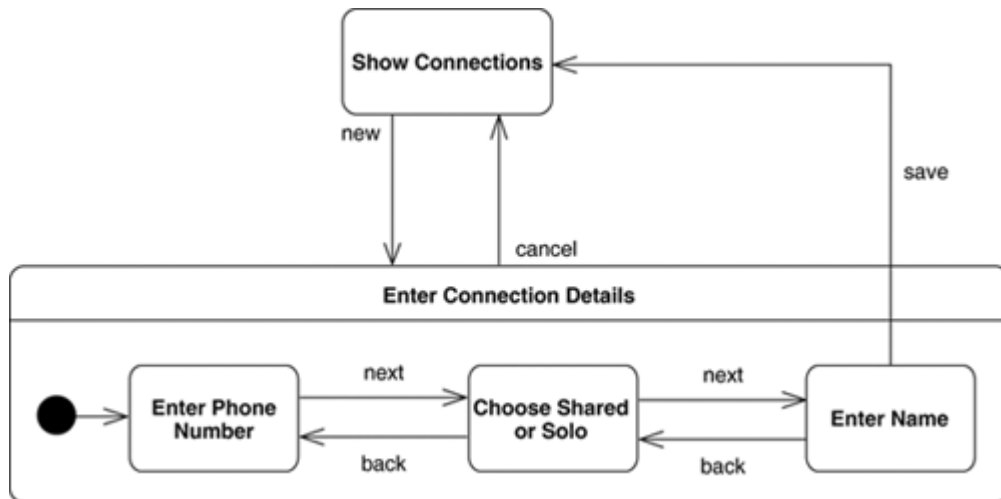 Show Connections
new
save
cancel
Enter Connection Details
next
next
Enter Phone
Number
Choose Shared
or Solo
Enter Name
back
back